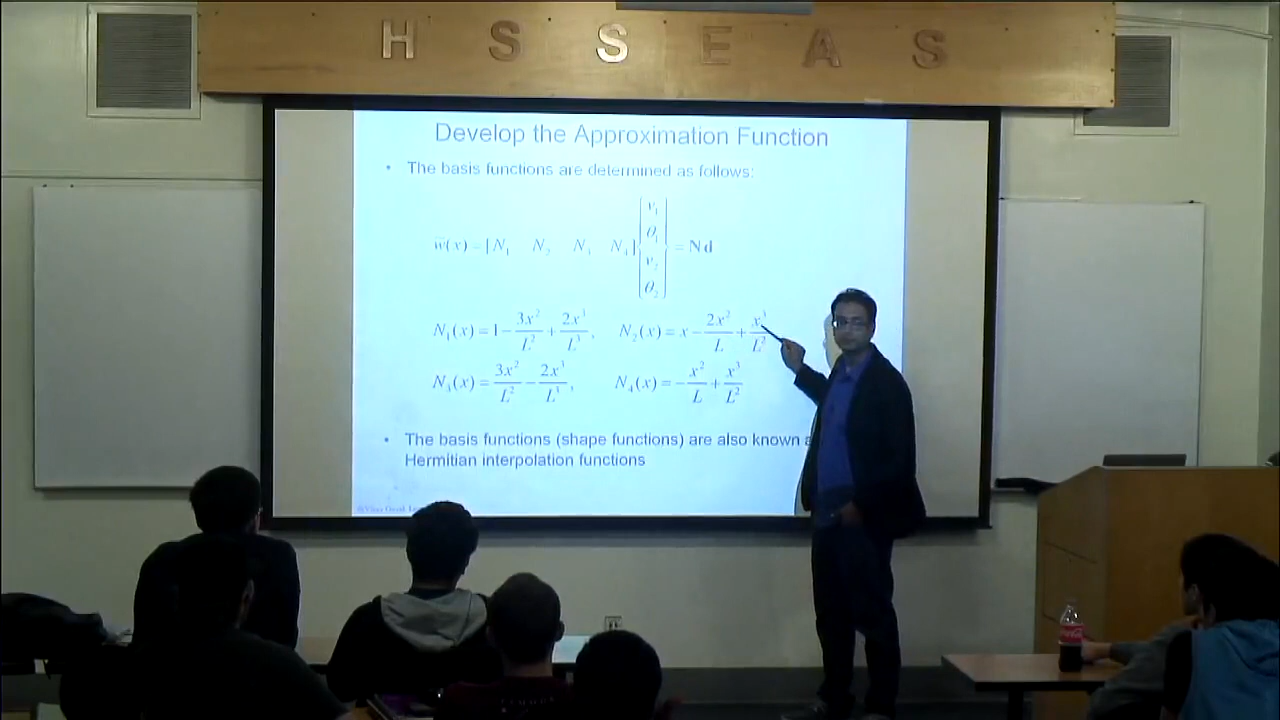 HSSEAS
Develop the Approximation Function
• The basis functions are determined as follows:
w̃(x) = [N₁ N₂ N₃ N₄] {v₁ θ₁ v₂ θ₂} = Nd
N₁(x) = 1 − 3x²/L² + 2x³/L³, N₂(x) = x − 2x²/L + x³/L²
N₃(x) = 3x²/L² − 2x³/L³, N₄(x) = −x²/L + x³/L²
• The basis functions (shape functions) are also known
Hermitian interpolation functions